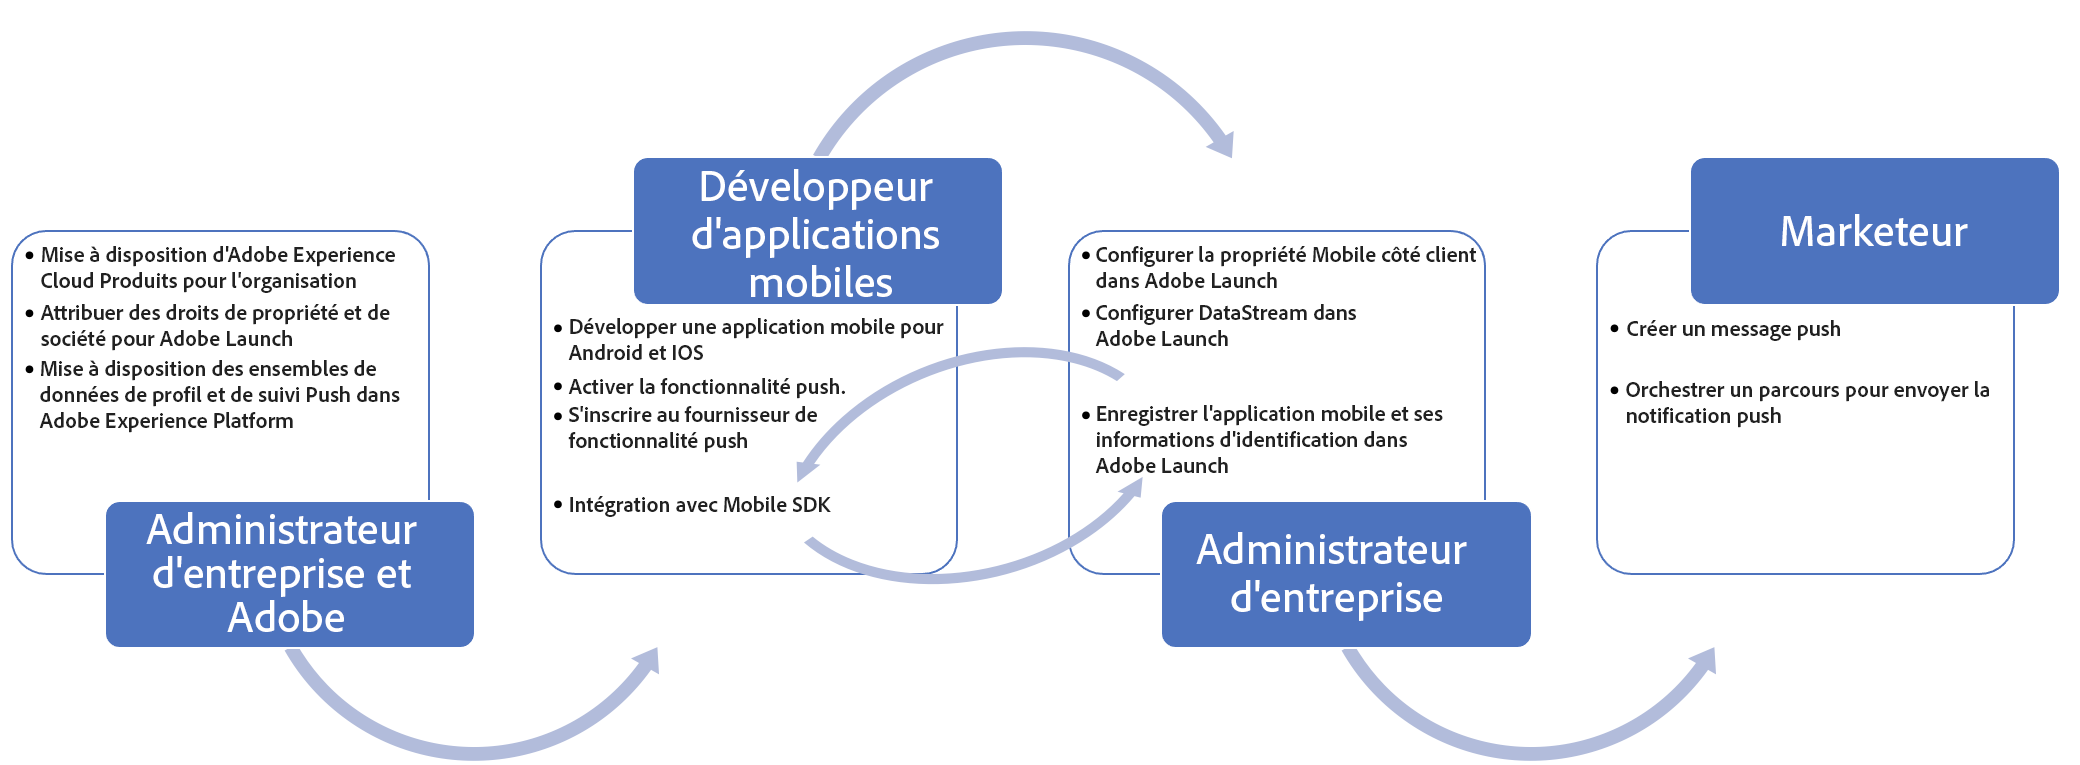 • Mise à disposition d'Adobe Experience
Cloud Produits pour l'organisation
• Attribuer des droits de propriété et de
société pour Adobe Launch
• Mise à disposition des ensembles de
données de profil et de suivi Push dans
Adobe Experience Platform
Administrateur
d'entreprise et
Adobe
Développeur
d'applications
mobiles
• Développer une application mobile pour
Android et IOS
• Activer la fonctionnalité push.
• S'inscrire au fournisseur de
fonctionnalité push
• Intégration avec Mobile SDK
• Configurer la propriété Mobile côté client
dans Adobe Launch
• Configurer DataStream dans
Adobe Launch
• Enregistrer l'application mobile et ses
informations d'identification dans
Adobe Launch
Administrateur
d'entreprise
Marketeur
• Créer un message push
• Orchestrer un parcours pour envoyer la
notification push